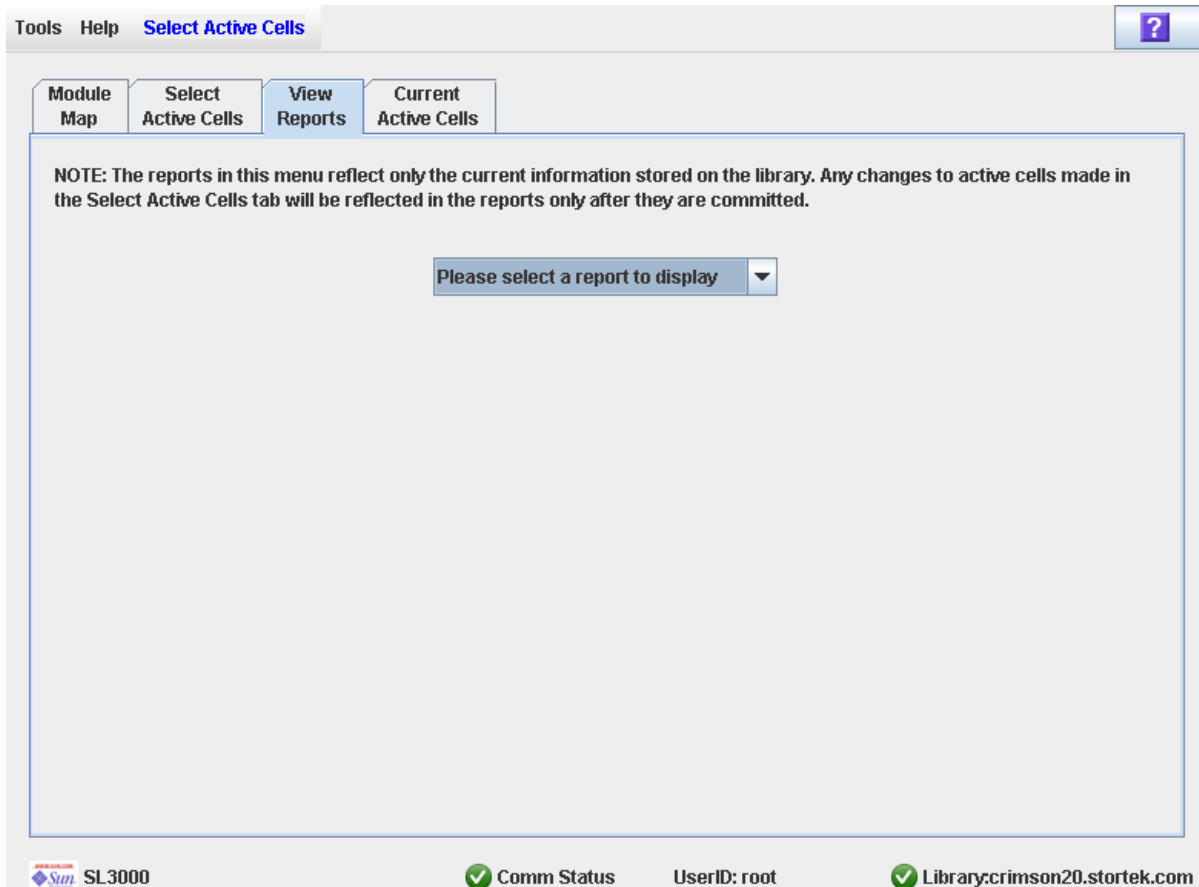 Tools Help Select Active Cells ?
Module Map
Select Active Cells
View Reports
Current Active Cells
NOTE: The reports in this menu reflect only the current information stored on the library. Any changes to active cells made in
the Select Active Cells tab will be reflected in the reports only after they are committed.
Please select a report to display
Sun SL3000 Comm Status UserID: root Library:crimson20.stortek.com